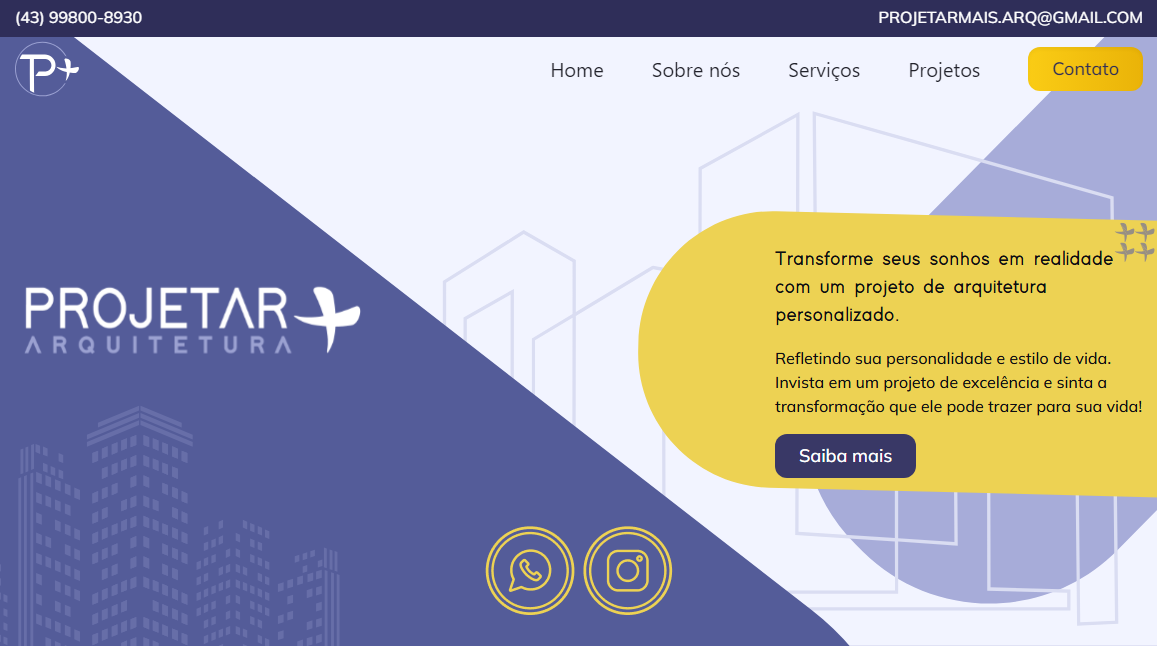 (43) 99800-8930
PROJETARMAIS.ARQ@GMAIL.COM
P+
Home
Sobre nós
Serviços
Projetos
Contato
Transforme seus sonhos em realidade
com um projeto de arquitetura
personalizado.
Refletindo sua personalidade e estilo de vida.
Invista em um projeto de excelência e sinta a
transformação que ele pode trazer para sua vida!
Saiba mais
PROJETAR+
ARQUITETURA